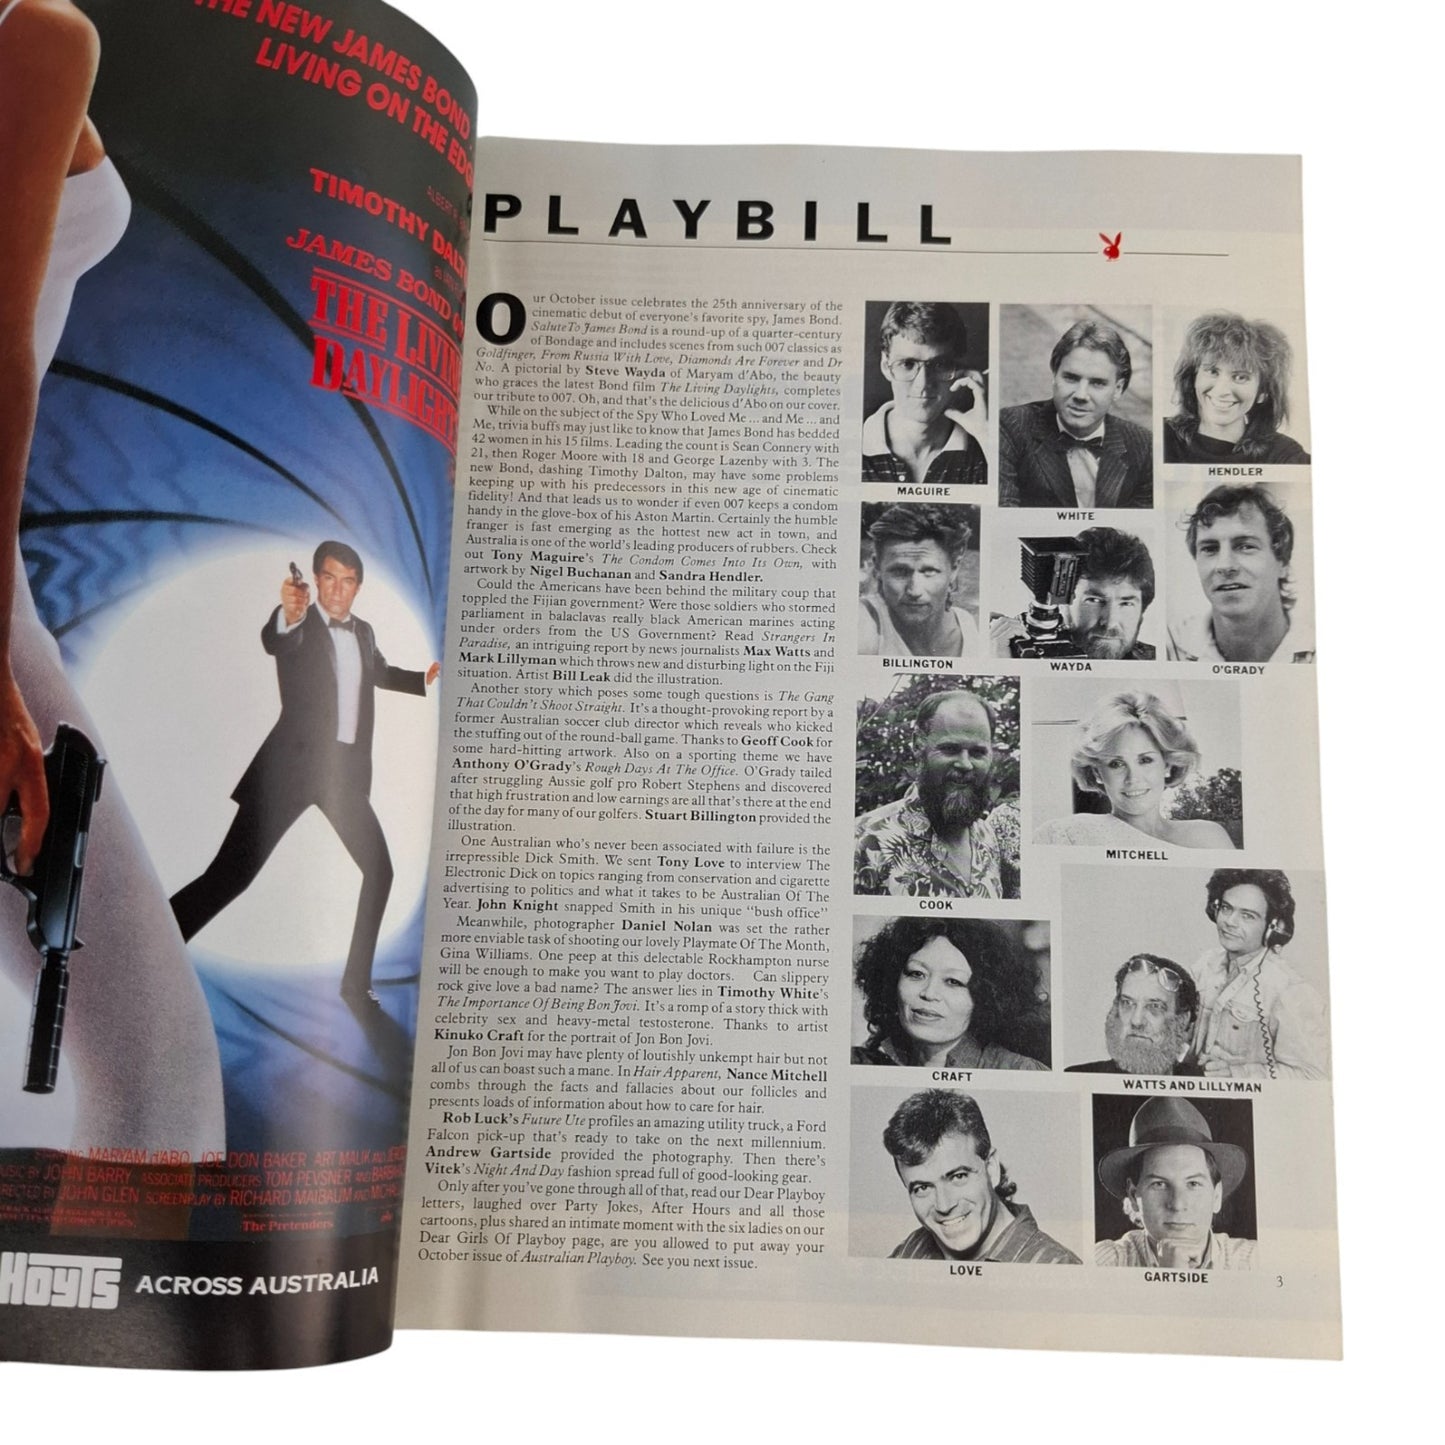 THE NEW JAMES BOND
LIVING ON THE EDGE
TIMOTHY DALTON
JAMES BOND
THE LIVING
DAYLIGHTS
MARYAM d'ABO JOE DON BAKER ART MALIK AND
MUSIC BY JOHN BARRY ASSOCIATE PRODUCERS TOM PEVSNER AND BARBARA
DIRECTED BY JOHN GLEN SCREENPLAY BY RICHARD MAIBAUM AND
The Pretenders
HOYTS ACROSS AUSTRALIA
PLAYBILL
Our October issue celebrates the 25th anniversary of the
cinematic debut of everyone's favorite spy, James Bond.
Salute To James Bond is a round-up of a quarter-century
of Bondage and includes scenes from such 007 classics as
Goldfinger, From Russia With Love, Diamonds Are Forever and Dr
No. A pictorial by Steve Wayda of Maryam d'Abo, the beauty
who graces the latest Bond film The Living Daylights, completes
our tribute to 007. Oh, and that's the delicious d'Abo on our cover.
While on the subject of the Spy Who Loved Me ... and Me ... and
Me, trivia buffs may just like to know that James Bond has bedded
42 women in his 15 films. Leading the count is Sean Connery with
21, then Roger Moore with 18 and George Lazenby with 3. The
new Bond, dashing Timothy Dalton, may have some problems
keeping up with his predecessors in this new age of cinematic
fidelity! And that leads us to wonder if even 007 keeps a condom
handy in the glove-box of his Aston Martin. Certainly the humble
franger is fast emerging as the hottest new act in town, and
Australia is one of the world's leading producers of rubbers. Check
out Tony Maguire's The Condom Comes Into Its Own, with
artwork by Nigel Buchanan and Sandra Hendler.
Could the Americans have been behind the military coup that
toppled the Fijian government? Were those soldiers who stormed
parliament in balaclavas really black American marines acting
under orders from the US Government? Read Strangers In
Paradise, an intriguing report by news journalists Max Watts and
Mark Lillyman which throws new and disturbing light on the Fiji
situation. Artist Bill Leak did the illustration.
Another story which poses some tough questions is The Gang
That Couldn't Shoot Straight. It's a thought-provoking report by a
former Australian soccer club director which reveals who kicked
the stuffing out of the round-ball game. Thanks to Geoff Cook for
some hard-hitting artwork. Also on a sporting theme we have
Anthony O'Grady's Rough Days At The Office. O'Grady tailed
after struggling Aussie golf pro Robert Stephens and discovered
that high frustration and low earnings are all that's there at the end
of the day for many of our golfers. Stuart Billington provided the
illustration.
One Australian who's never been associated with failure is the
irrepressible Dick Smith. We sent Tony Love to interview The
Electronic Dick on topics ranging from conservation and cigarette
advertising to politics and what it takes to be Australian Of The
Year. John Knight snapped Smith in his unique "bush office"
Meanwhile, photographer Daniel Nolan was set the rather
more enviable task of shooting our lovely Playmate Of The Month,
Gina Williams. One peep at this delectable Rockhampton nurse
will be enough to make you want to play doctors. Can slippery
rock give love a bad name? The answer lies in Timothy White's
The Importance Of Being Bon Jovi. It's a romp of a story thick with
celebrity sex and heavy-metal testosterone. Thanks to artist
Kinuko Craft for the portrait of Jon Bon Jovi.
Jon Bon Jovi may have plenty of loutishly unkempt hair but not
all of us can boast such a mane. In Hair Apparent, Nance Mitchell
combs through the facts and fallacies about our follicles and
presents loads of information about how to care for hair.
Rob Luck's Future Ute profiles an amazing utility truck, a Ford
Falcon pick-up that's ready to take on the next millennium.
Andrew Gartside provided the photography. Then there's
Vitek's Night And Day fashion spread full of good-looking gear.
Only after you've gone through all of that, read our Dear Playboy
letters, laughed over Party Jokes, After Hours and all those
cartoons, plus shared an intimate moment with the six ladies on our
Dear Girls Of Playboy page, are you allowed to put away your
October issue of Australian Playboy. See you next issue.
MAGUIRE
WHITE
HENDLER
BILLINGTON
WAYDA
O'GRADY
COOK
MITCHELL
CRAFT
WATTS AND LILLYMAN
LOVE
GARTSIDE
3